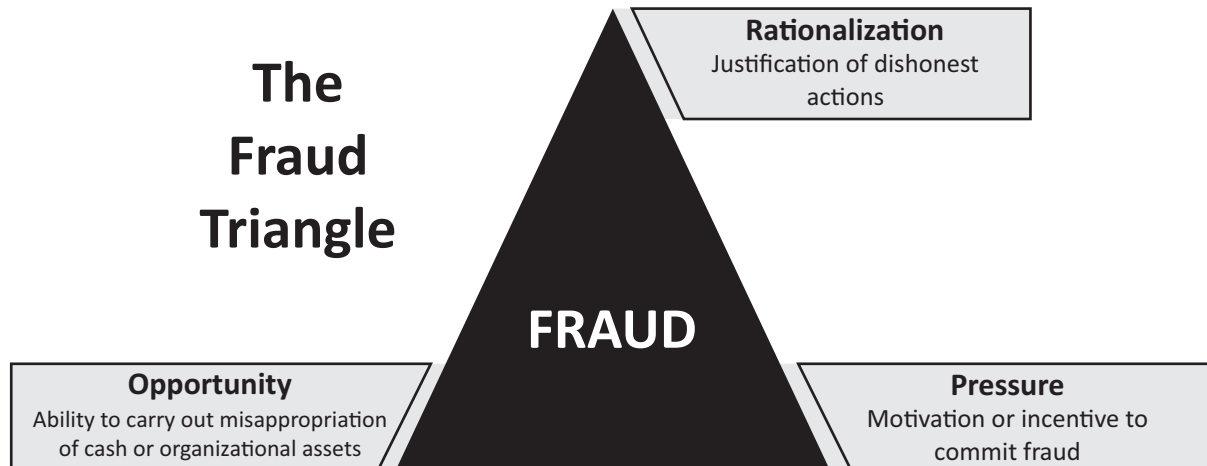 The
Fraud
Triangle
Rationalization
Justification of dishonest
actions
FRAUD
Opportunity
Ability to carry out misappropriation
of cash or organizational assets
Pressure
Motivation or incentive to
commit fraud